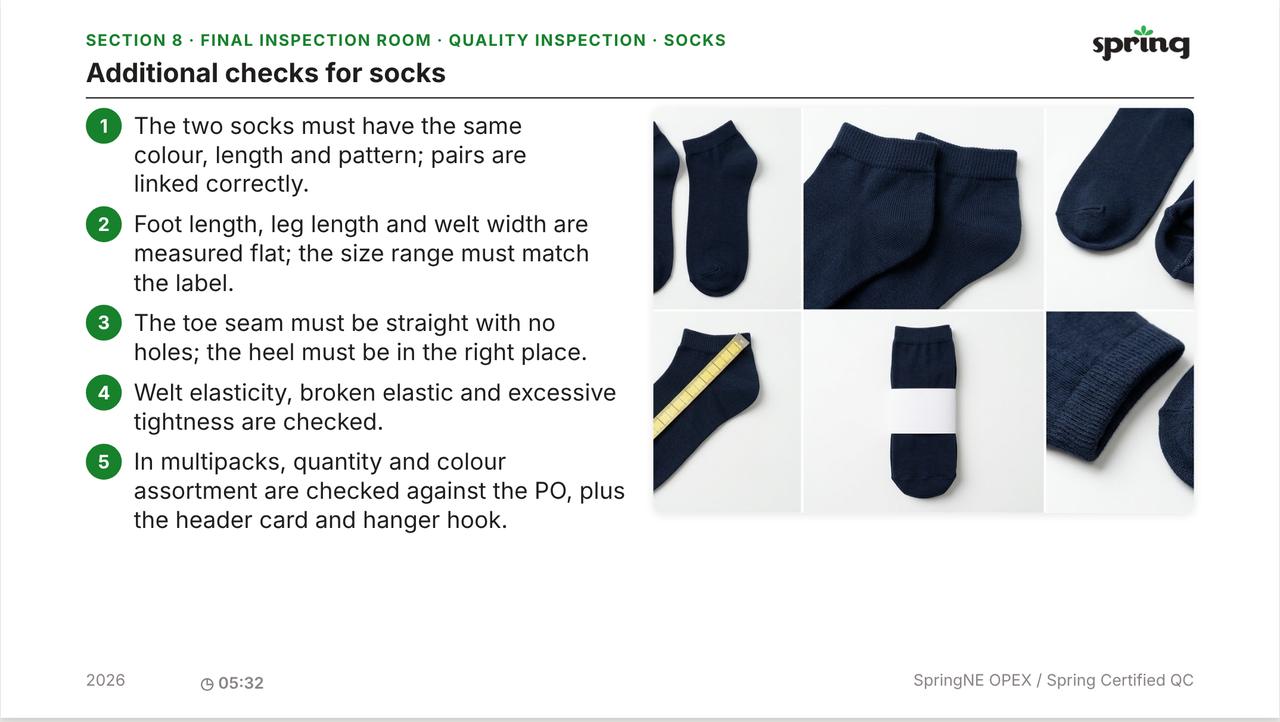 SECTION 8 · FINAL INSPECTION ROOM · QUALITY INSPECTION · SOCKS
spring
Additional checks for socks
1 The two socks must have the same
colour, length and pattern; pairs are
linked correctly.
2 Foot length, leg length and welt width are
measured flat; the size range must match
the label.
3 The toe seam must be straight with no
holes; the heel must be in the right place.
4 Welt elasticity, broken elastic and excessive
tightness are checked.
5 In multipacks, quantity and colour
assortment are checked against the PO, plus
the header card and hanger hook.
2026
05:32
SpringNE OPEX / Spring Certified QC